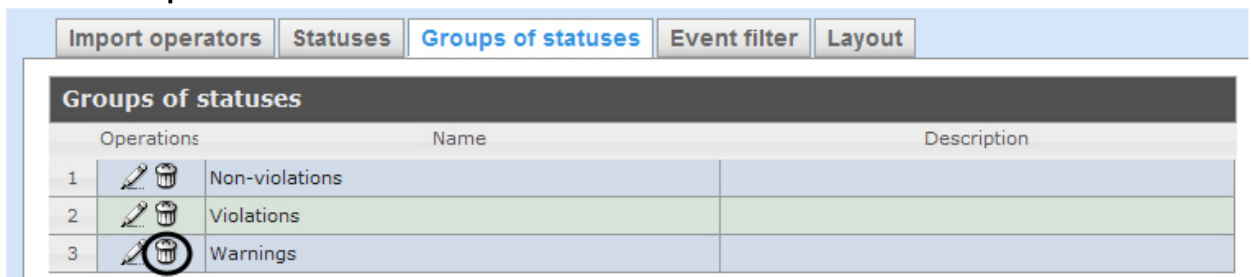 Import operators Statuses Groups of statuses Event filter Layout
Groups of statuses
Operations Name Description
1 Non-violations
2 Violations
3 Warnings